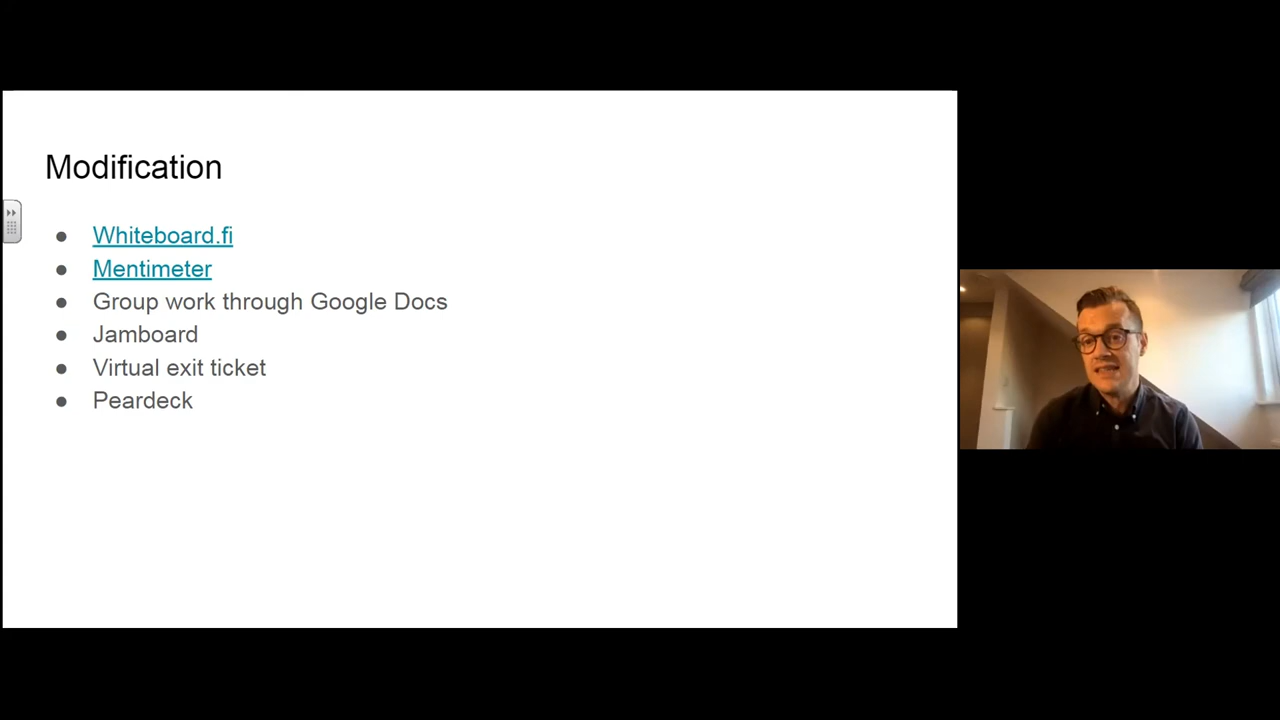 Modification
Whiteboard.fi
Mentimeter
Group work through Google Docs
Jamboard
Virtual exit ticket
Peardeck